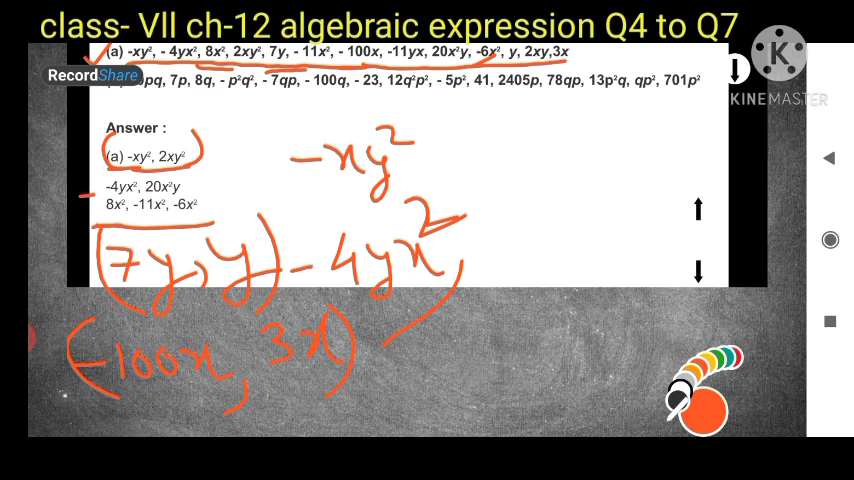 class- VII ch-12 algebraic expression Q4 to Q7
(a) -xy², - 4yx², 8x², 2xy², 7y, - 11x², - 100x, -11yx, 20x²y, -6x², y, 2xy,3x
RecordShare
pq, 7p, 8q, - p²q², - 7qp, - 100q, - 23, 12q²p², - 5p², 41, 2405p, 78qp, 13p²q, qp², 701p²
K
KINEMASTER
Answer :
(a) -xy², 2xy²
- xy²
-4yx², 20x²y
8x², -11x², -6x²
(7y, y) - 4yx²,
(-100x, 3x)